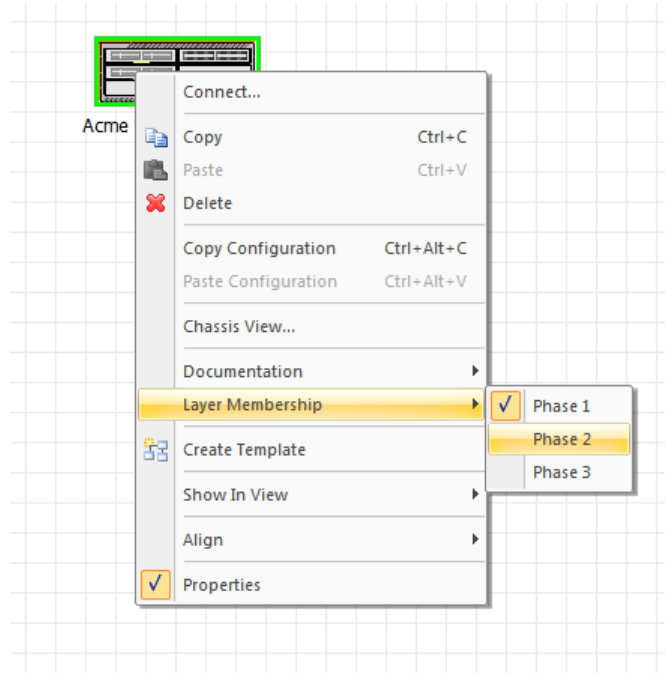 Acme
Connect...
Copy Ctrl+C
Paste Ctrl+V
Delete
Copy Configuration Ctrl+Alt+C
Paste Configuration Ctrl+Alt+V
Chassis View...
Documentation
Layer Membership
Phase 1
Phase 2
Phase 3
Create Template
Show In View
Align
Properties